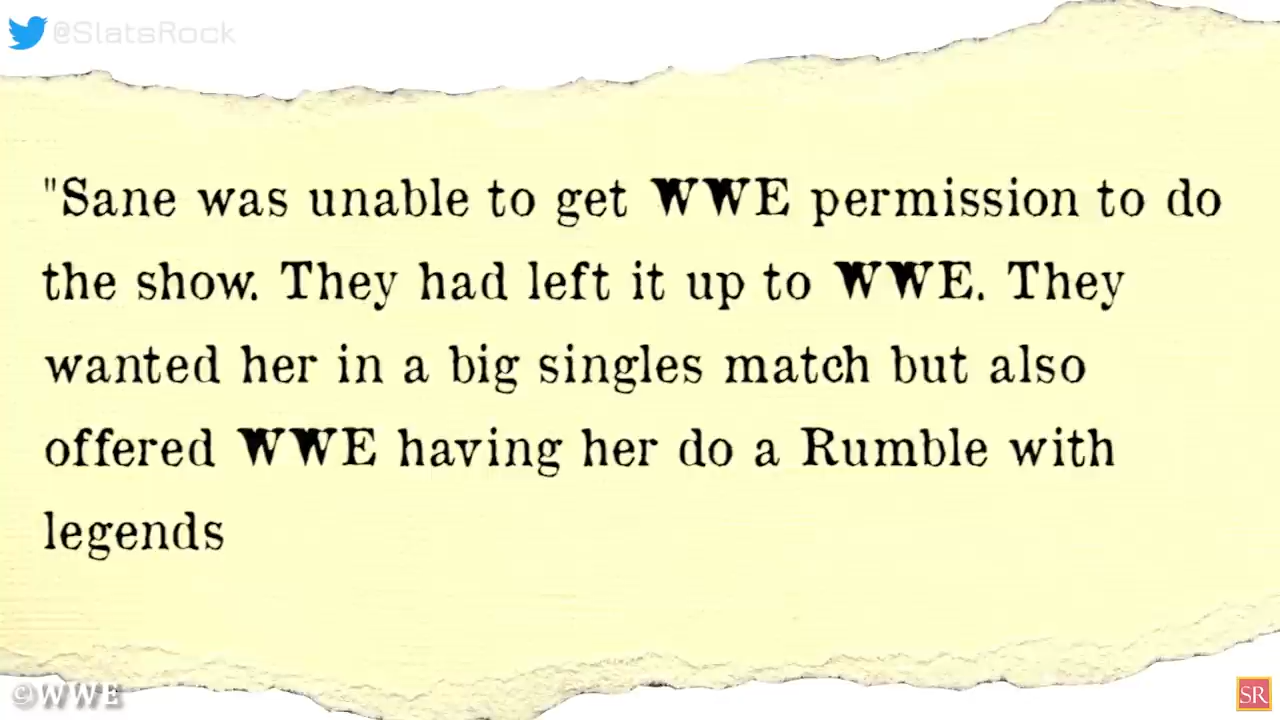 @SlatsRock
"Sane was unable to get WWE permission to do
the show. They had left it up to WWE. They
wanted her in a big singles match but also
offered WWE having her do a Rumble with
legends
©WWE
SR